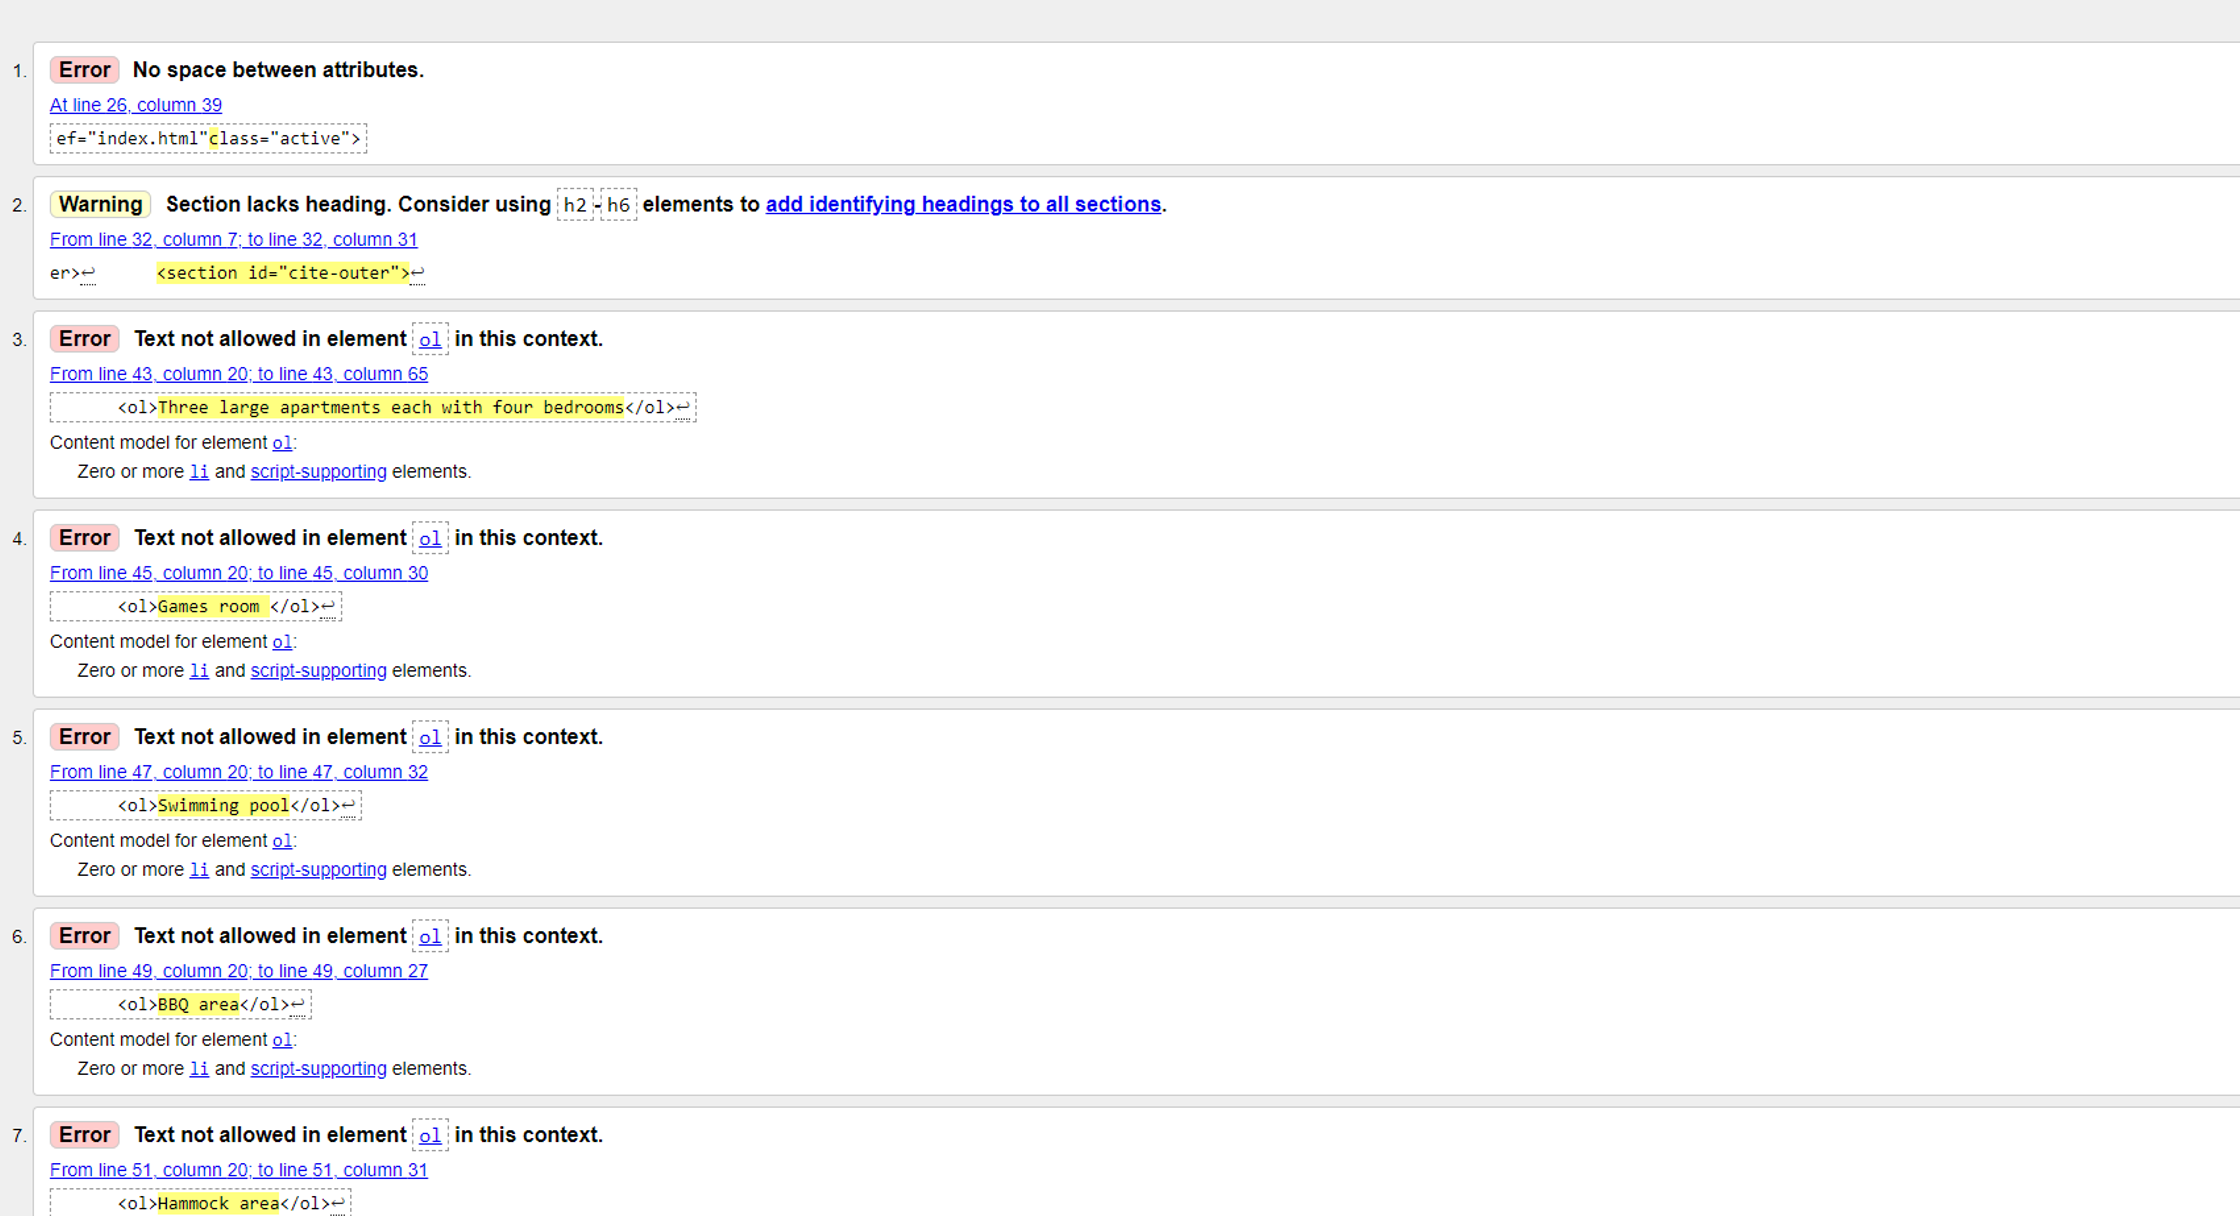 1. Error No space between attributes.
At line 26, column 39
ef="index.html"class="active">
2. Warning Section lacks heading. Consider using h2-h6 elements to add identifying headings to all sections.
From line 32, column 7; to line 32, column 31
er>↩ <section id="cite-outer">↩
3. Error Text not allowed in element ol in this context.
From line 43, column 20; to line 43, column 65
<ol>Three large apartments each with four bedrooms</ol>↩
Content model for element ol:
Zero or more li and script-supporting elements.
4. Error Text not allowed in element ol in this context.
From line 45, column 20; to line 45, column 30
<ol>Games room </ol>↩
Content model for element ol:
Zero or more li and script-supporting elements.
5. Error Text not allowed in element ol in this context.
From line 47, column 20; to line 47, column 32
<ol>Swimming pool</ol>↩
Content model for element ol:
Zero or more li and script-supporting elements.
6. Error Text not allowed in element ol in this context.
From line 49, column 20; to line 49, column 27
<ol>BBQ area</ol>↩
Content model for element ol:
Zero or more li and script-supporting elements.
7. Error Text not allowed in element ol in this context.
From line 51, column 20; to line 51, column 31
<ol>Hammock area</ol>↩